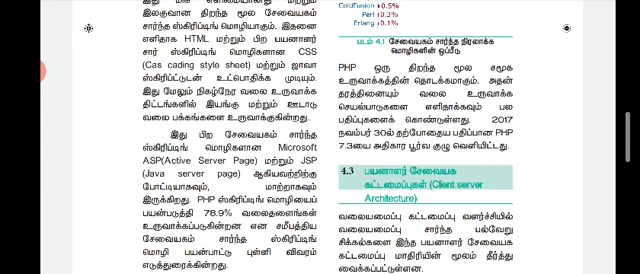 இலகுவான திறந்த மூல சேவையகம்
சார்ந்த ஸ்கிரிப்டிங் மொழியாகும். இதனை
எளிதாக HTML மற்றும் பிற பயனாளர்
சார் ஸ்கிரிப்டிங் மொழிகளான CSS
(Cas cading style sheet) மற்றும் ஜாவா
ஸ்கிரிப்ட்டுடன் உட்பொதிக்க முடியும்.
இது மேலும் நிகழ்நேர வலை உருவாக்க
திட்டங்களில் இயங்கு மற்றும் ஊடாடு
வலை பக்கங்களை உருவாக்குகின்றது.
இது பிற சேவையகம் சார்ந்த
ஸ்கிரிப்டிங் மொழிகளான Microsoft
ASP(Active Server Page) மற்றும் JSP
(Java server page) ஆகியவற்றிற்கு
போட்டியாகவும், மாற்றாகவும்
இருக்கிறது. PHP ஸ்கிரிப்டிங் மொழியைப்
பயன்படுத்தி 78.9% வலைதளைங்கள்
உருவாக்கப்படுகின்றன என சமீபத்திய
சேவையகம் சார்ந்த ஸ்கிரிப்டிங்
மொழி பயன்பாட்டு புள்ளி விவரம்
எடுத்துரைக்கின்றது.
ColdFusion 0.5%
Perl 0.3%
Erlang 0.1%
படம் 4.1 சேவையகம் சார்ந்த நிரலாக்க
மொழிகளின் ஒப்பீடு
PHP ஒரு திறந்த மூல சமூக
உருவாக்கத்தின் தொடக்கமாகும். அதன்
தரத்தினையும் வலை உருவாக்க
செயல்பாடுகளை எளிதாக்கவும் பல
பதிப்புகளைக் கொண்டுள்ளது. 2017
நவம்பர் 30ல் தற்போதைய பதிப்பான PHP
7.3யை அதிகார பூர்வ குழு வெளியிட்டது.
4.3 பயனாளர் சேவையக
கட்டமைப்புகள் (Client server
Architecture)
வலையமைப்பு கட்டமைப்பு வளர்ச்சியில்
வலையமைப்பு சார்ந்த பல்வேறு
சிக்கல்களை இந்த பயனாளர் சேவையக
கட்டமைப்பு மாதிரியின் மூலம் தீர்த்து
வைக்கப்பட்டுள்ளன.